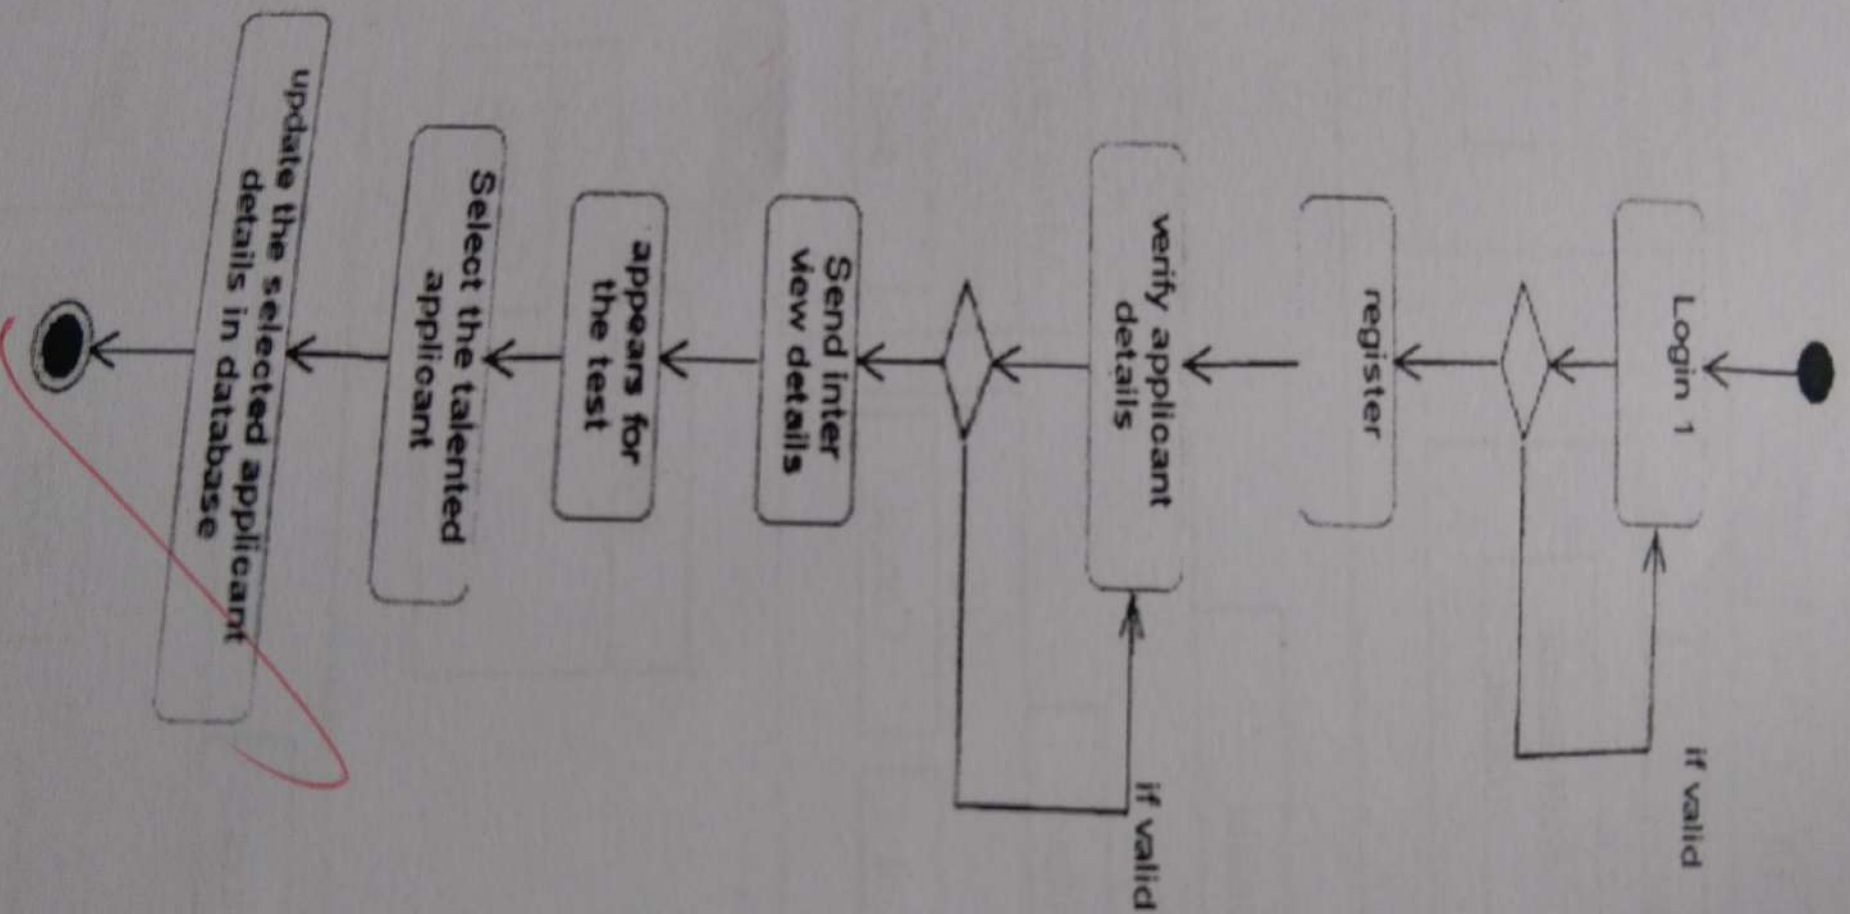 Login 1
if valid
register
verify applicant
details
if valid
Send inter
view details
appears for
the test
Select the talented
applicant
update the selected applicant
details in database